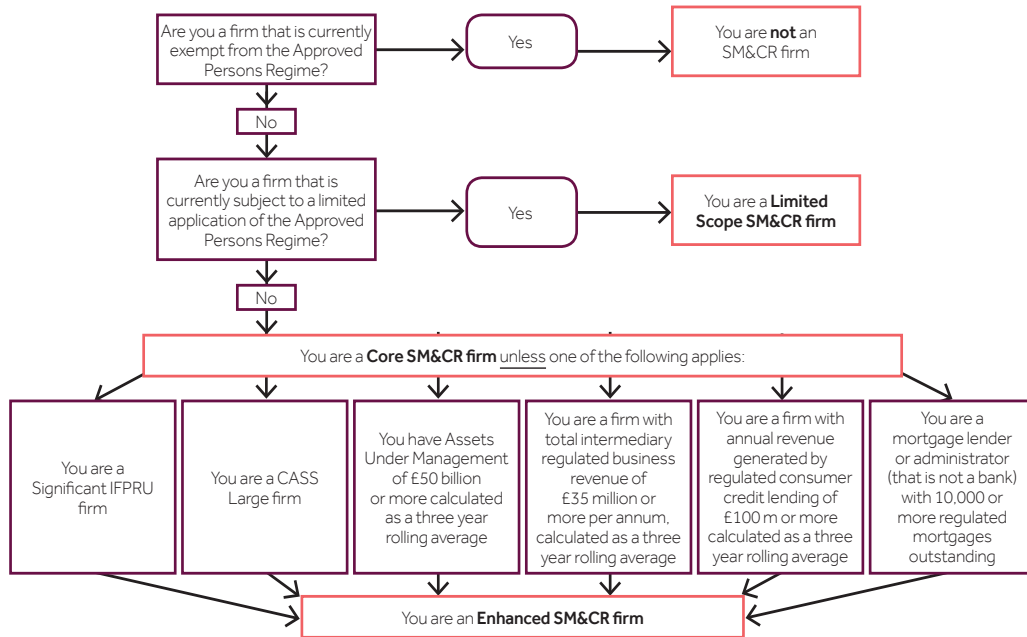 Are you a firm that is currently
exempt from the Approved
Persons Regime?
Yes
You are not an
SM&CR firm
No
Are you a firm that is
currently subject to a limited
application of the Approved
Persons Regime?
Yes
You are a Limited
Scope SM&CR firm
No
You are a Core SM&CR firm unless one of the following applies:
You are a
Significant IFPRU
firm
You are a CASS
Large firm
You have Assets
Under Management
of £50 billion
or more calculated
as a three year
rolling average
You are a firm with
total intermediary
regulated business
revenue of
£35 million or
more per annum,
calculated as a three
year rolling average
You are a firm with
annual revenue
generated by
regulated consumer
credit lending of
£100 m or more
calculated as a three
year rolling average
You are a
mortgage lender
or administrator
(that is not a bank)
with 10,000 or
more regulated
mortgages
outstanding
You are an Enhanced SM&CR firm